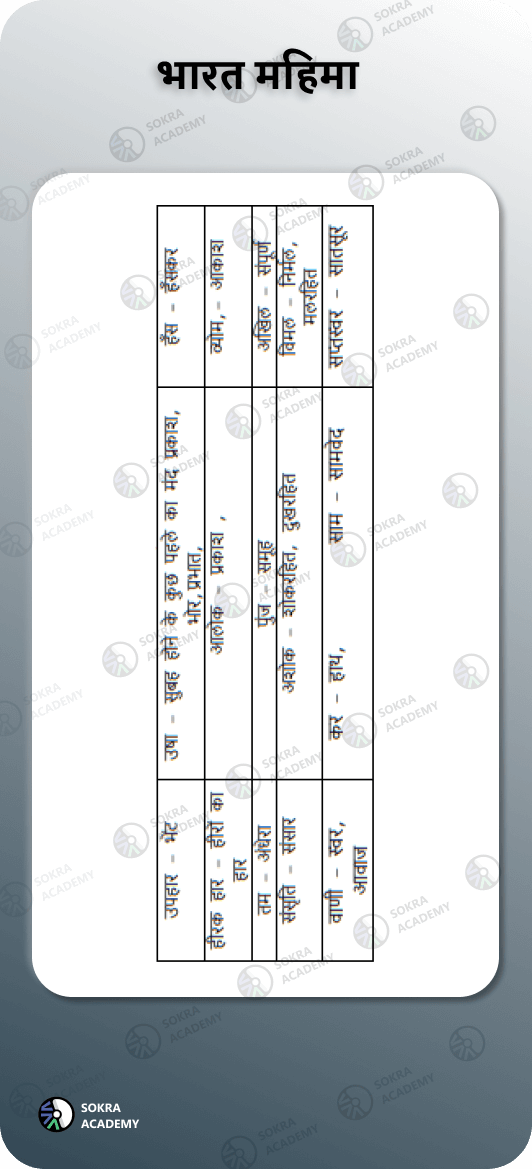 भारत महिमा
उपहार - भेंट
उषा - सुबह होने के कुछ पहले का मंद प्रकाश,
भोर, प्रभात,
हँस - हँसकर
हीरक हार - हीरों का
हार
आलोक - प्रकाश ,
व्योम, - आकाश
तम - अंधेरा
पुंज - समूह
अखिल - संपूर्ण
संसृति - संसार
अशोक - शोकरहित, दुखरहित
विमल - निर्मल,
मलरहित
वाणी - स्वर,
आवाज
कर - हाथ,
साम - सामवेद
सप्तस्वर - सातसूर
SOKRA
ACADEMY